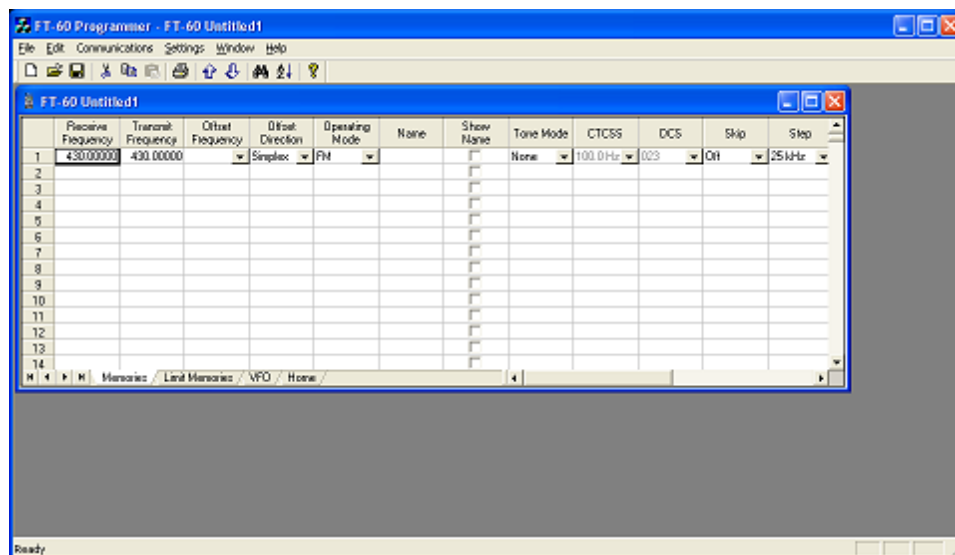 FT-60 Programmer - FT-60 Untitled1
File Edit Communications Settings Window Help
FT-60 Untitled1
Receive Frequency Transmit Frequency Offset Frequency Offset Direction Operating Mode Name Show Name Tone Mode CTCSS DCS Skip Step
1 430.00000 430.00000 Simplex FM None 100.0 Hz 023 Off 25 kHz
2
3
4
5
6
7
8
9
10
11
12
13
14
Memories Limit Memories VFO Home
Ready